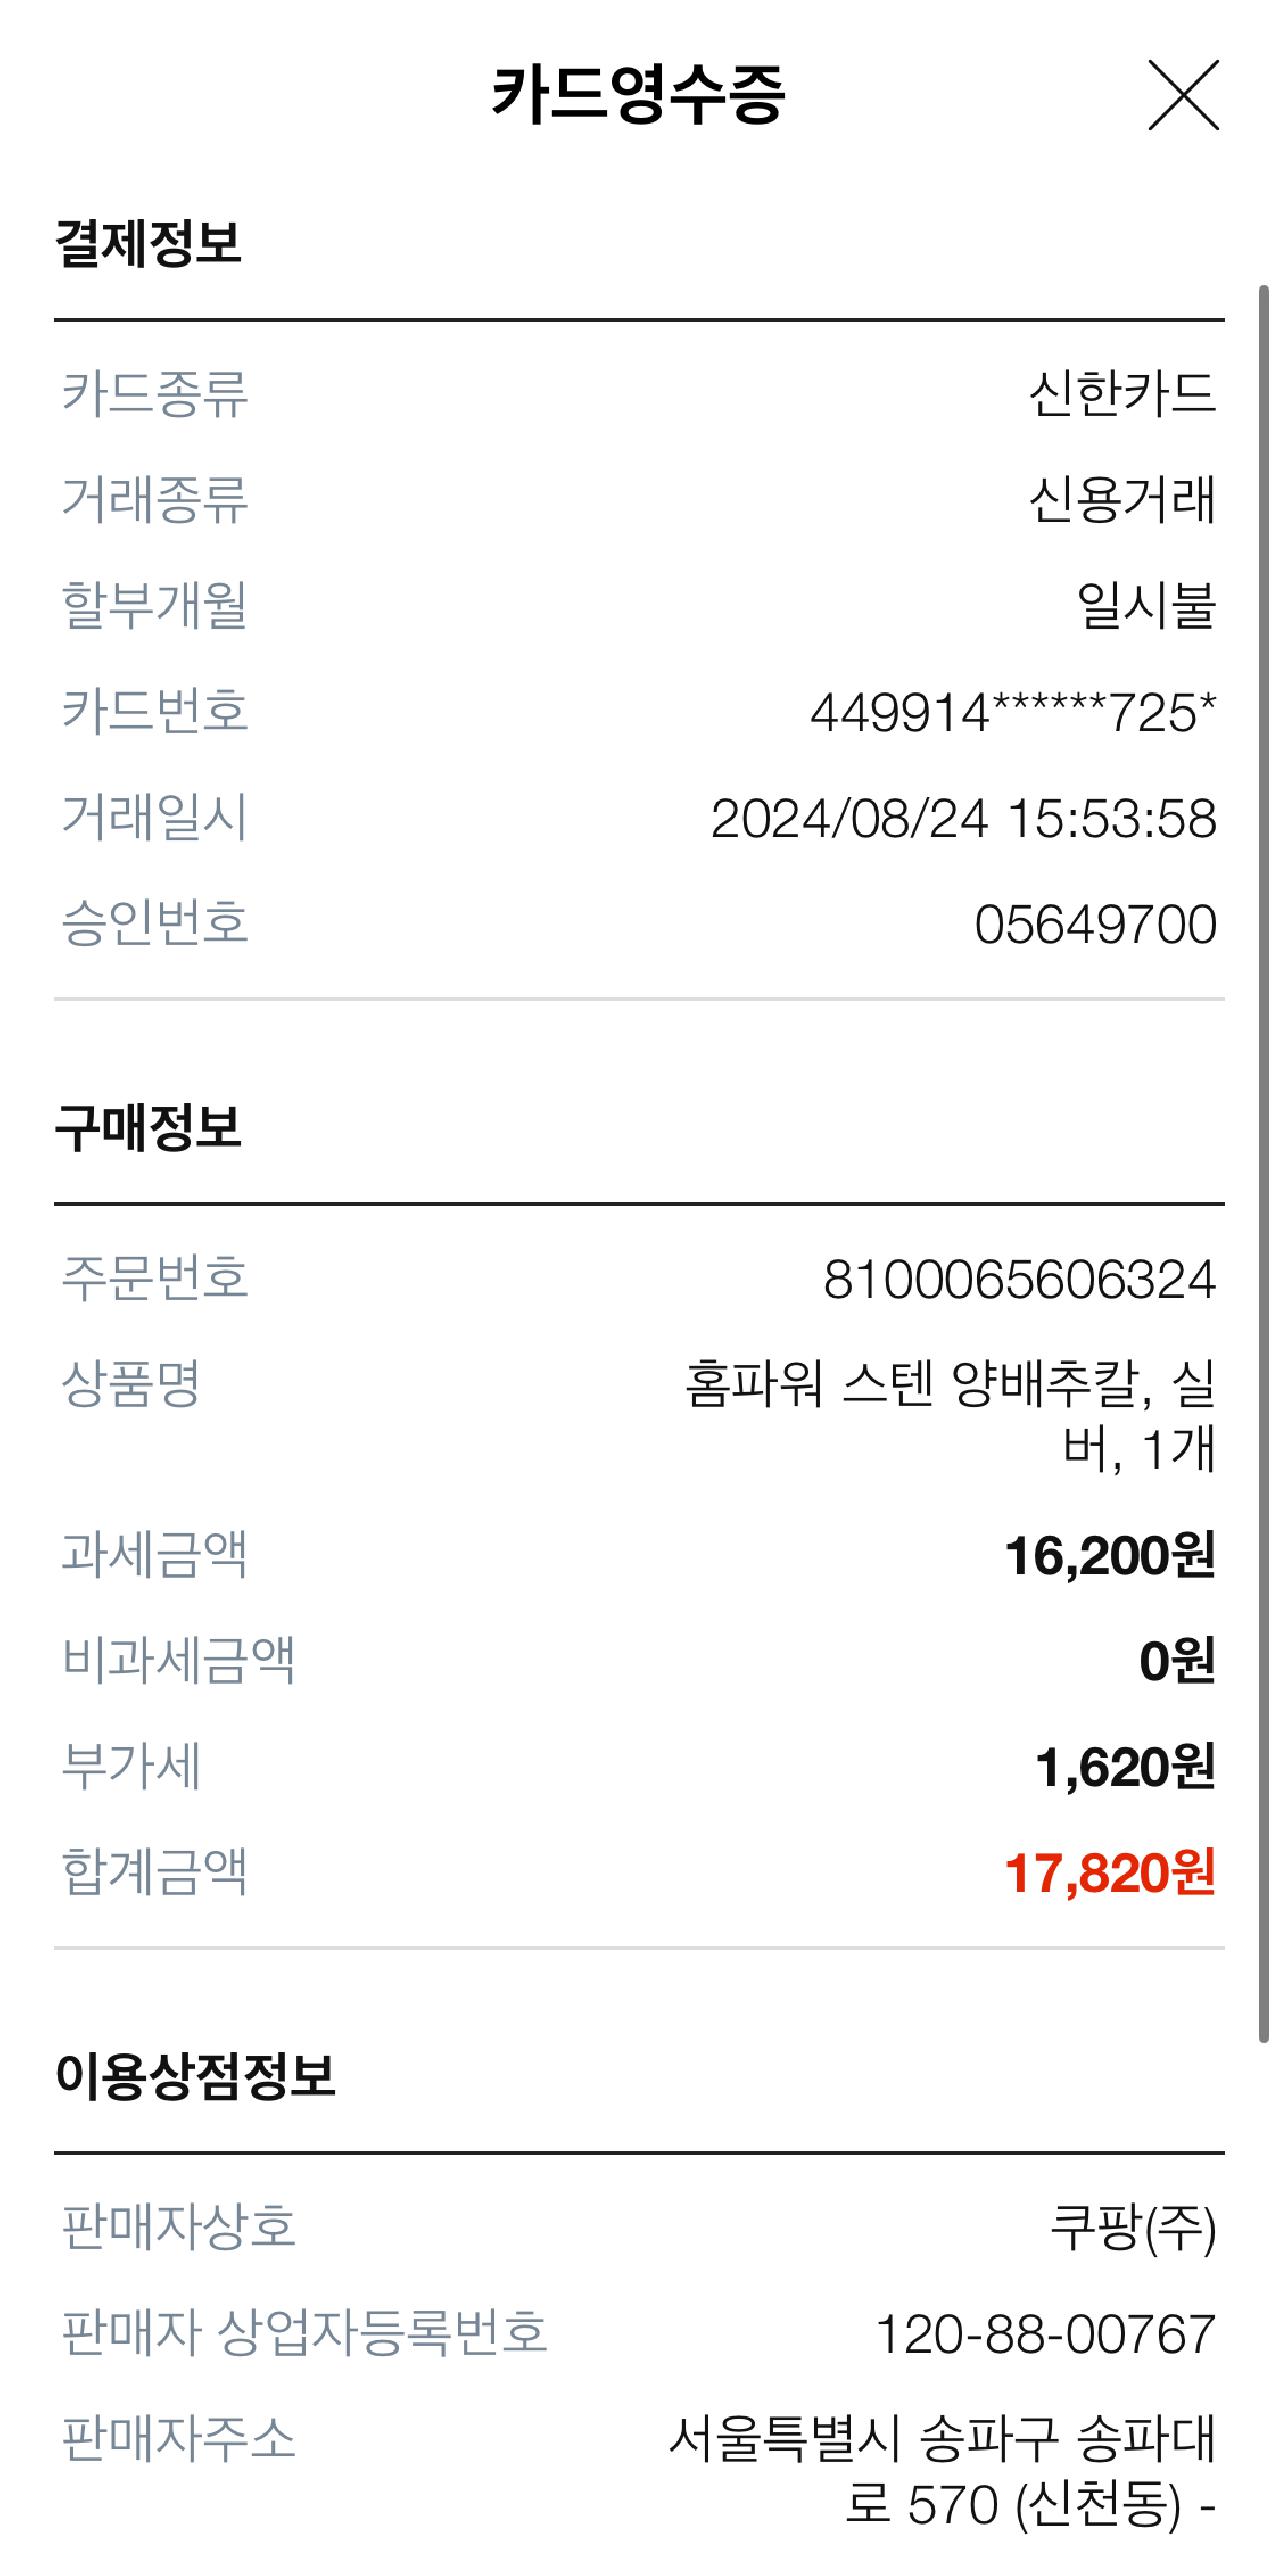 카드영수증
결제정보
카드종류 신한카드
거래종류 신용거래
할부개월 일시불
카드번호 449914******725*
거래일시 2024/08/24 15:53:58
승인번호 05649700
구매정보
주문번호 8100065606324
상품명 홈파워 스텐 양배추칼, 실
버, 1개
과세금액 16,200원
비과세금액 0원
부가세 1,620원
합계금액 17,820원
이용상점정보
판매자상호 쿠팡(주)
판매자 상업자등록번호 120-88-00767
판매자주소 서울특별시 송파구 송파대
로 570 (신천동) -